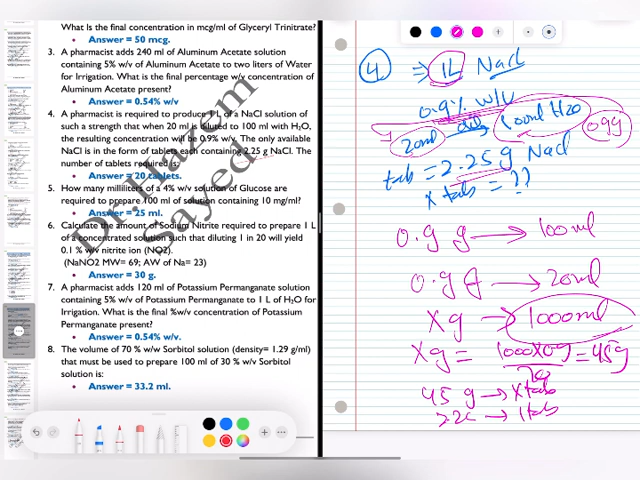 What Is the final concentration in mcg/ml of Glyceryl Trinitrate?
• Answer = 50 mcg.
3. A pharmacist adds 240 ml of Aluminum Acetate solution
containing 5% w/v of Aluminum Acetate to two liters of Water
for Irrigation. What is the final percentage w/v concentration of
Aluminum Acetate present?
• Answer = 0.54% w/v
4. A pharmacist is required to produce 1 L of a NaCl solution of
such a strength that when 20 ml is diluted to 100 ml with H₂O,
the resulting concentration will be 0.9% w/v. The only available
NaCl is in form of tablets each containing 2.25 g NaCl. The
number of tablets required is:
• Answer = 20 tablets.
5. How many milliliters of a 4% w/v solution of Glucose are
required to prepare 100 ml of solution containing 10 mg/ml?
• Answer = 25 ml.
6. Calculate the amount of Sodium Nitrite required to prepare 1 L
of a concentrated solution such that diluting 1 in 20 will yield
0.1 % w/v nitrite ion (NO2).
(NaNO2 MW= 69; AW of Na= 23)
• Answer = 30 g.
7. A pharmacist adds 120 ml of Potassium Permanganate solution
containing 5% w/v of Potassium Permanganate to 1 L of H₂O for
Irrigation. What is the final %w/v concentration of Potassium
Permanganate present?
• Answer = 0.54% w/v.
8. The volume of 70 % w/w Sorbitol solution (density= 1.29 g/ml)
that must be used to prepare 100 ml of 30 % w/v Sorbitol
solution is:
• Answer = 33.2 ml.
Dr. Hazem
Sayed
4 ⇒ 1L NaCl
0.9% w/v
20ml → 100ml H2O 0.9g
tab = 2.25 g NaCl
x tab = ??
0.9 g → 100ml
0.9 g → 20ml
x g → 1000ml
x g = 1000x0.9 / 20 = 45g
45 g → x tab
→ 1 tab